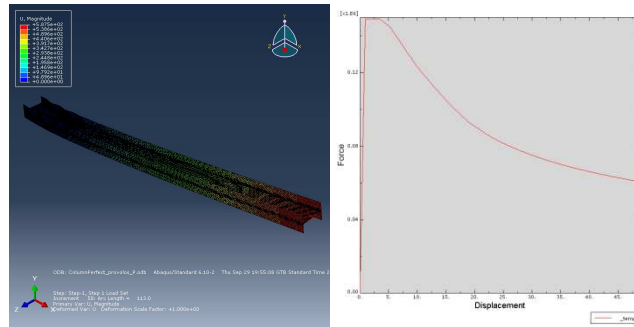 U, Magnitude
+5.875e+02
+5.386e+02
+4.896e+02
+4.406e+02
+3.917e+02
+3.427e+02
+2.938e+02
+2.448e+02
+1.958e+02
+1.469e+02
+9.792e+01
+4.896e+01
+0.000e+00
Y
Z
X
ODB: ColumnPerfect_provolos_P.odb Abaqus/Standard 6.10-2 Thu Sep 29 19:55:08 GTB Standard Time 2
Step: Step-1, Step 1 Load Set
Increment 50: Arc Length = 113.0
Primary Var: U, Magnitude
Deformed Var: U Deformation Scale Factor: +1.000e+00
Y
Z
X
[x1.E6]
0.12
0.08
0.04
0.00
Force
0. 5. 10. 15. 20. 25. 30. 35. 40. 45.
Displacement